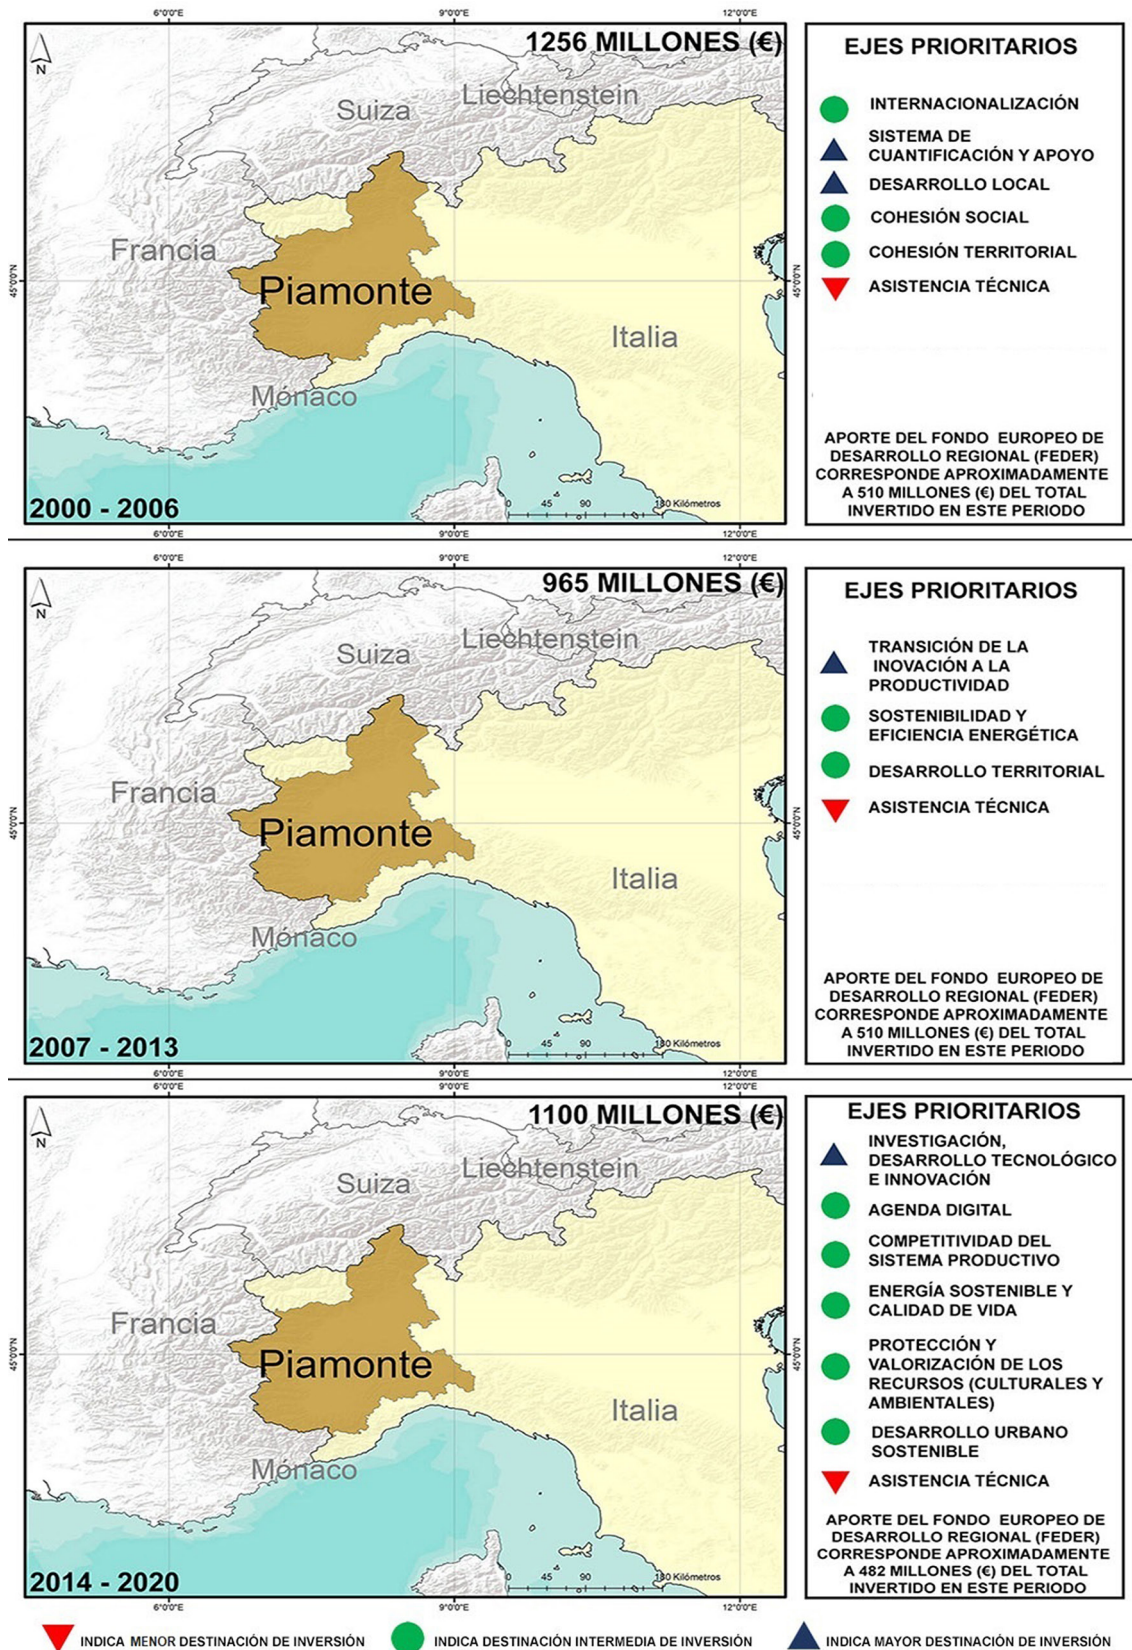 6°0'0"E
9°0'0"E
12°0'0"E
N
1256 MILLONES (€)
Suiza
Liechtenstein
Francia
Piamonte
Italia
Mónaco
45°0'0"N
0 45 90 180 Kilómetros
2000 - 2006
EJES PRIORITARIOS
INTERNACIONALIZACIÓN
SISTEMA DE
CUANTIFICACIÓN Y APOYO
DESARROLLO LOCAL
COHESIÓN SOCIAL
COHESIÓN TERRITORIAL
ASISTENCIA TÉCNICA
APORTE DEL FONDO EUROPEO DE
DESARROLLO REGIONAL (FEDER)
CORRESPONDE APROXIMADAMENTE
A 510 MILLONES (€) DEL TOTAL
INVERTIDO EN ESTE PERIODO
6°0'0"E
9°0'0"E
12°0'0"E
6°0'0"E
9°0'0"E
12°0'0"E
N
965 MILLONES (€)
Suiza
Liechtenstein
Francia
Piamonte
Italia
Mónaco
45°0'0"N
0 45 90 180 Kilómetros
2007 - 2013
EJES PRIORITARIOS
TRANSICIÓN DE LA
INOVACIÓN A LA
PRODUCTIVIDAD
SOSTENIBILIDAD Y
EFICIENCIA ENERGÉTICA
DESARROLLO TERRITORIAL
ASISTENCIA TÉCNICA
APORTE DEL FONDO EUROPEO DE
DESARROLLO REGIONAL (FEDER)
CORRESPONDE APROXIMADAMENTE
A 510 MILLONES (€) DEL TOTAL
INVERTIDO EN ESTE PERIODO
6°0'0"E
9°0'0"E
12°0'0"E
6°0'0"E
9°0'0"E
12°0'0"E
N
1100 MILLONES (€)
Suiza
Liechtenstein
Francia
Piamonte
Italia
Mónaco
45°0'0"N
0 45 90 180 Kilómetros
2014 - 2020
EJES PRIORITARIOS
INVESTIGACIÓN,
DESARROLLO TECNOLÓGICO
E INNOVACIÓN
AGENDA DIGITAL
COMPETITIVIDAD DEL
SISTEMA PRODUCTIVO
ENERGÍA SOSTENIBLE Y
CALIDAD DE VIDA
PROTECCIÓN Y
VALORIZACIÓN DE LOS
RECURSOS (CULTURALES Y
AMBIENTALES)
DESARROLLO URBANO
SOSTENIBLE
ASISTENCIA TÉCNICA
APORTE DEL FONDO EUROPEO DE
DESARROLLO REGIONAL (FEDER)
CORRESPONDE APROXIMADAMENTE
A 482 MILLONES (€) DEL TOTAL
INVERTIDO EN ESTE PERIODO
6°0'0"E
9°0'0"E
12°0'0"E
INDICA MENOR DESTINACIÓN DE INVERSIÓN
INDICA DESTINACIÓN INTERMEDIA DE INVERSIÓN
INDICA MAYOR DESTINACIÓN DE INVERSIÓN